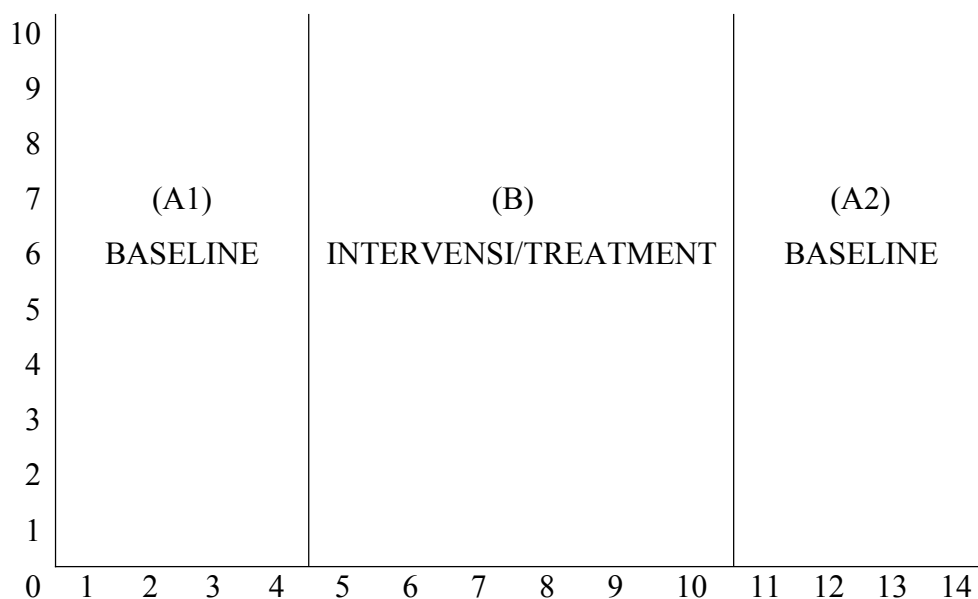 10
9
8
7 (A1) (B) (A2)
6 BASELINE INTERVENSI/TREATMENT BASELINE
5
4
3
2
1
0 1 2 3 4 5 6 7 8 9 10 11 12 13 14